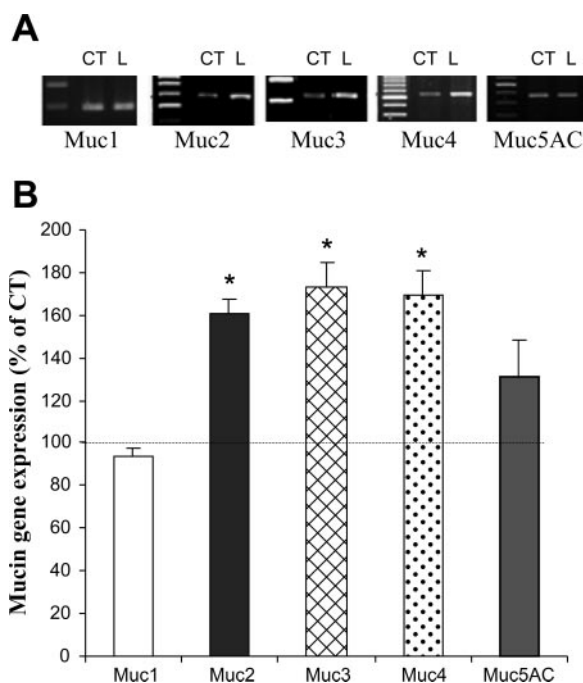 A
CT L CT L CT L CT L CT L
Muc1 Muc2 Muc3 Muc4 Muc5AC
B
Mucin gene expression (% of CT)
200
180
160
140
120
100
80
60
40
20
0
* * *
Muc1 Muc2 Muc3 Muc4 Muc5AC